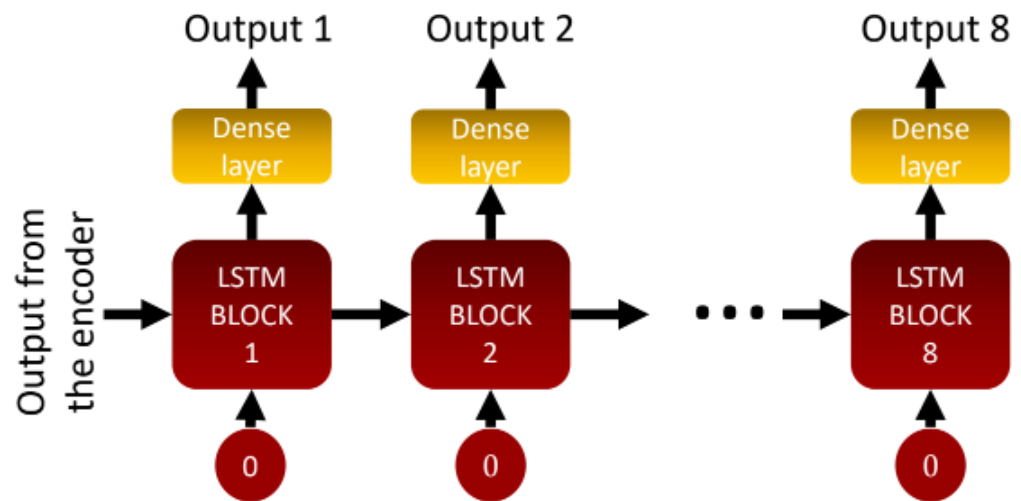 Output 1
Output 2
Output 8
Dense
layer
Dense
layer
Dense
layer
Output from
the encoder
LSTM
BLOCK
1
LSTM
BLOCK
2
...
LSTM
BLOCK
8
0
0
0